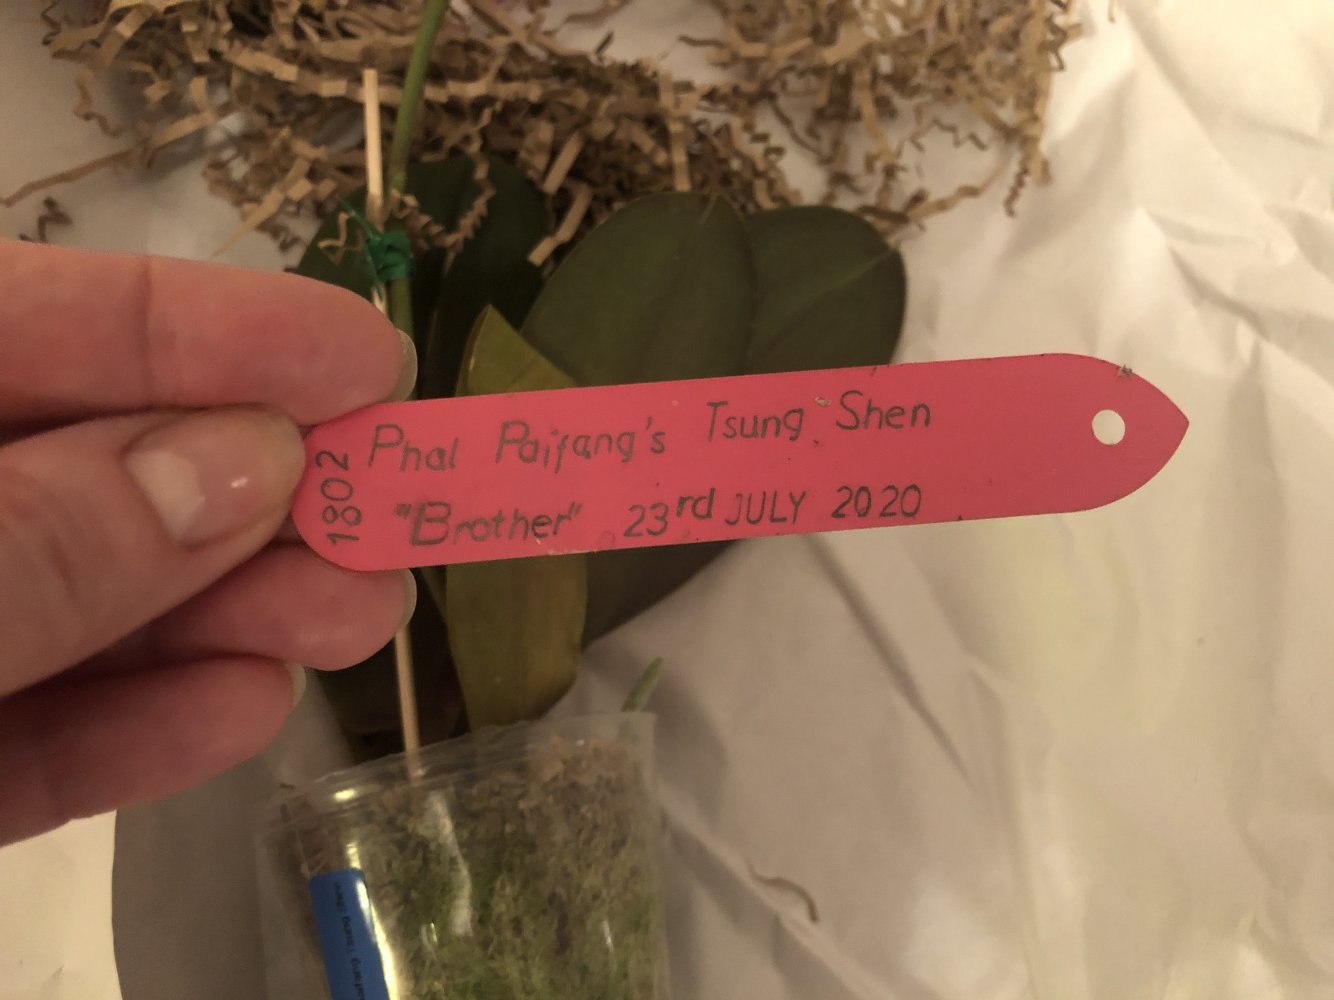 1802
Phal Paifang's Tsung Shen
"Brother" 23rd JULY 2020